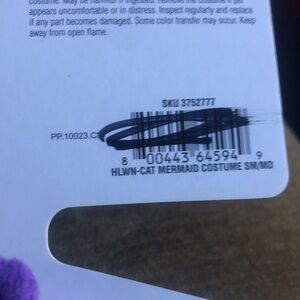 costume. May be harmful if ingested. Remove the costume if pet
appears uncomfortable or in distress. Inspect regularly and replace
if any part becomes damaged. Some color transfer may occur. Keep
away from open flame.
SKU 3752777
PP.10023.C
8 00443 64594 9
HLWN-CAT MERMAID COSTUME SM/MD